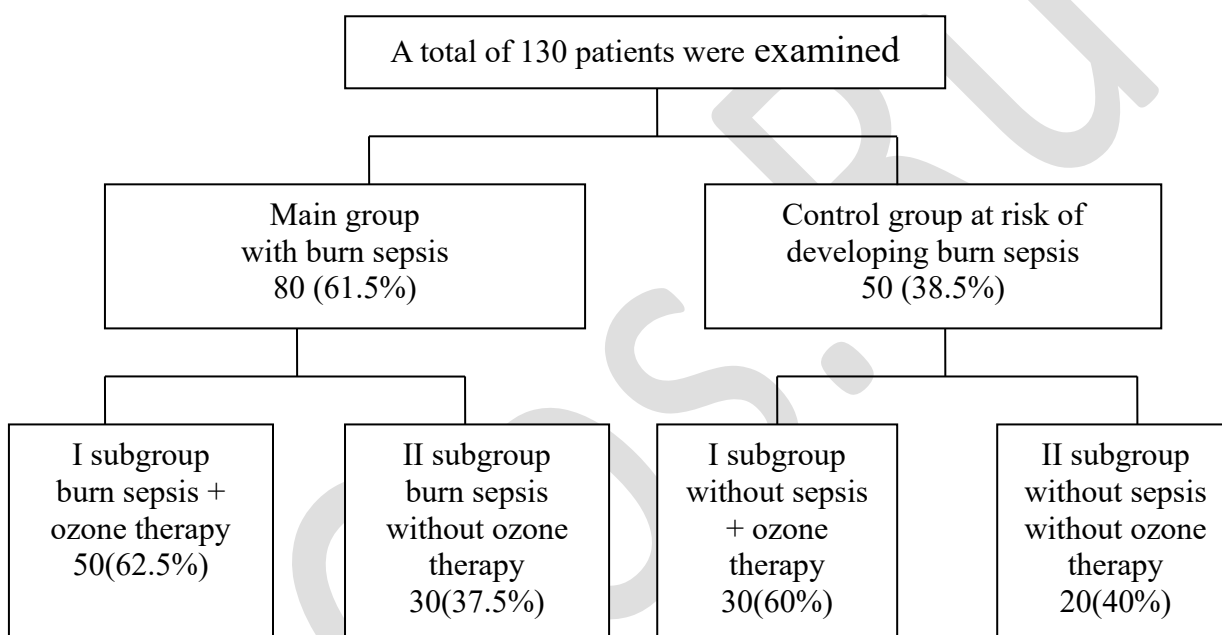 A total of 130 patients were examined
Main group
with burn sepsis
80 (61.5%)
Control group at risk of
developing burn sepsis
50 (38.5%)
I subgroup
burn sepsis +
ozone therapy
50(62.5%)
II subgroup
burn sepsis
without ozone
therapy
30(37.5%)
I subgroup
without sepsis
+ ozone
therapy
30(60%)
II subgroup
without sepsis
without ozone
therapy
20(40%)